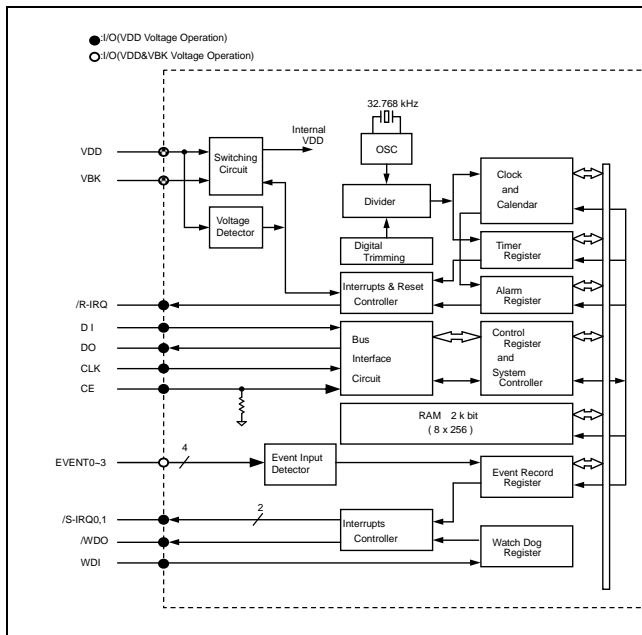 :I/O(VDD Voltage Operation)
:I/O(VDD&VBK Voltage Operation)
32.768 kHz
Internal
VDD
OSC
VDD
VBK
Switching
Circuit
Clock
and
Calendar
Divider
Voltage
Detector
Digital
Trimming
Timer
Register
Interrupts & Reset
Controller
Alarm
Register
/R-IRQ
D I
DO
CLK
CE
Bus
Interface
Circuit
Control
Register
and
System
Controller
RAM 2 k bit
( 8 x 256 )
4
EVENT0-3
Event Input
Detector
Event Record
Register
2
/S-IRQ0,1
/WDO
WDI
Interrupts
Controller
Watch Dog
Register